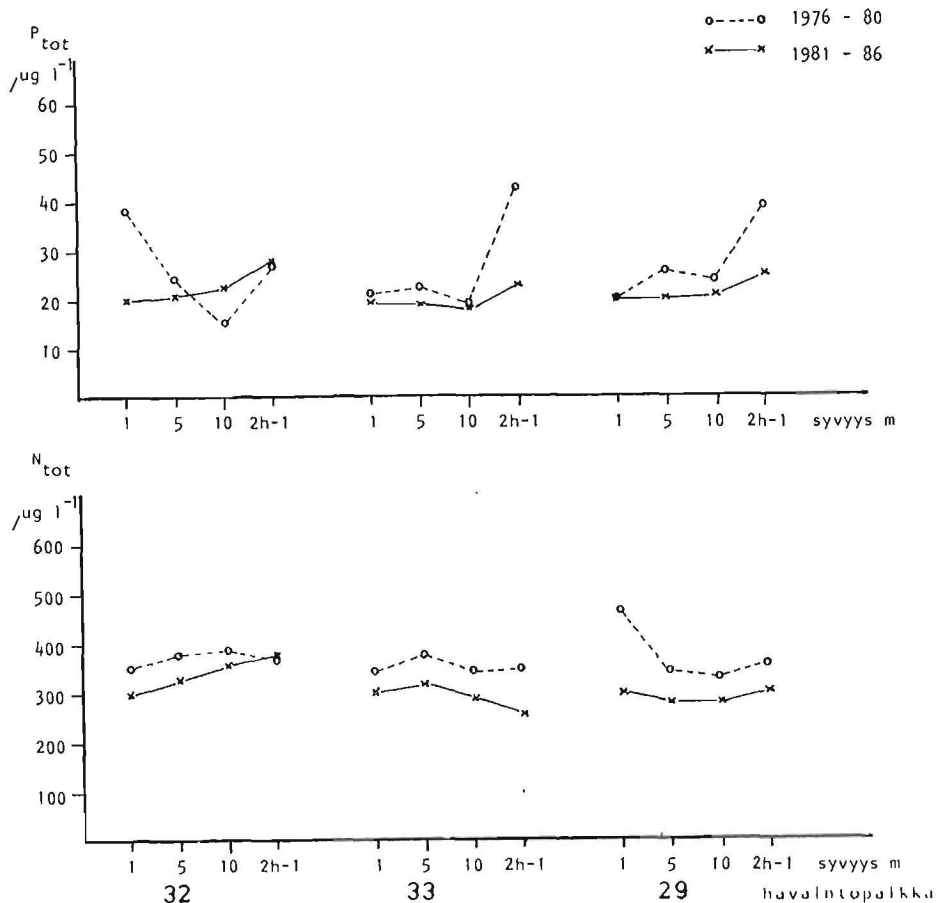 1976 - 80
1981 - 86
P tot
/ug l⁻¹
60
50
40
30
20
10
1 5 10 2h-1 1 5 10 2h-1 1 5 10 2h-1 syvyys m
N tot
/ug l⁻¹
600
500
400
300
200
100
1 5 10 2h-1 1 5 10 2h-1 1 5 10 2h-1 syvyys m
32 33 29 havaintopaikka